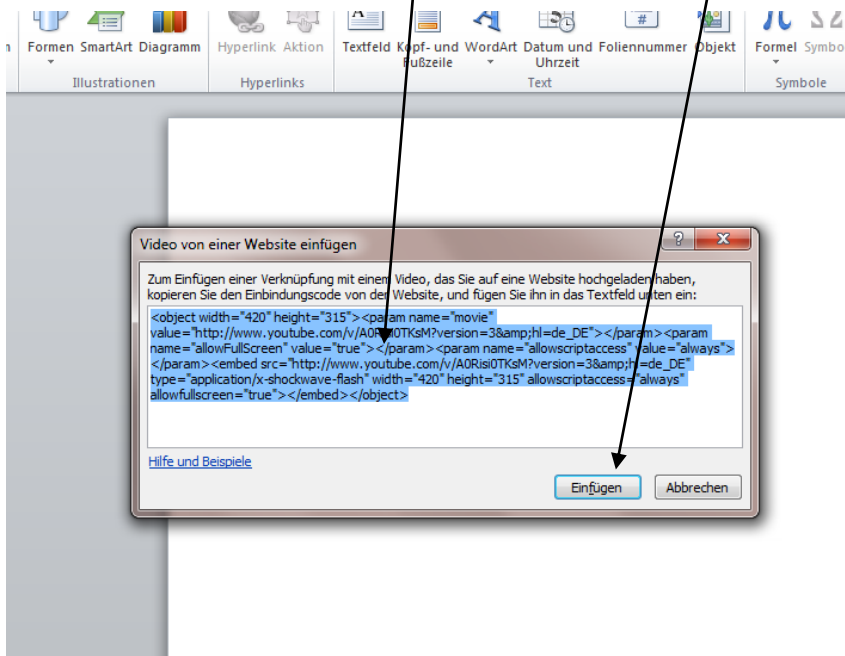 Formen SmartArt Diagramm Hyperlink Aktion Textfeld Kopf- und WordArt Datum und Foliennummer Objekt Formel
Fußzeile Uhrzeit
Illustrationen Hyperlinks Text Symbole
Video von einer Website einfügen
Zum Einfügen einer Verknüpfung mit einem Video, das Sie auf eine Website hochgeladen haben,
kopieren Sie den Einbindungscode von der Website, und fügen Sie ihn in das Textfeld unten ein:
<object width="420" height="315"><param name="movie"
value="http://www.youtube.com/v/A0Risi0TKsM?version=3&amp;hl=de_DE"></param><param
name="allowFullScreen" value="true"></param><param name="allowscriptaccess" value="always">
</param><embed src="http://www.youtube.com/v/A0Risi0TKsM?version=3&amp;hl=de_DE"
type="application/x-shockwave-flash" width="420" height="315" allowscriptaccess="always"
allowfullscreen="true"></embed></object>
Hilfe und Beispiele
Einfügen Abbrechen